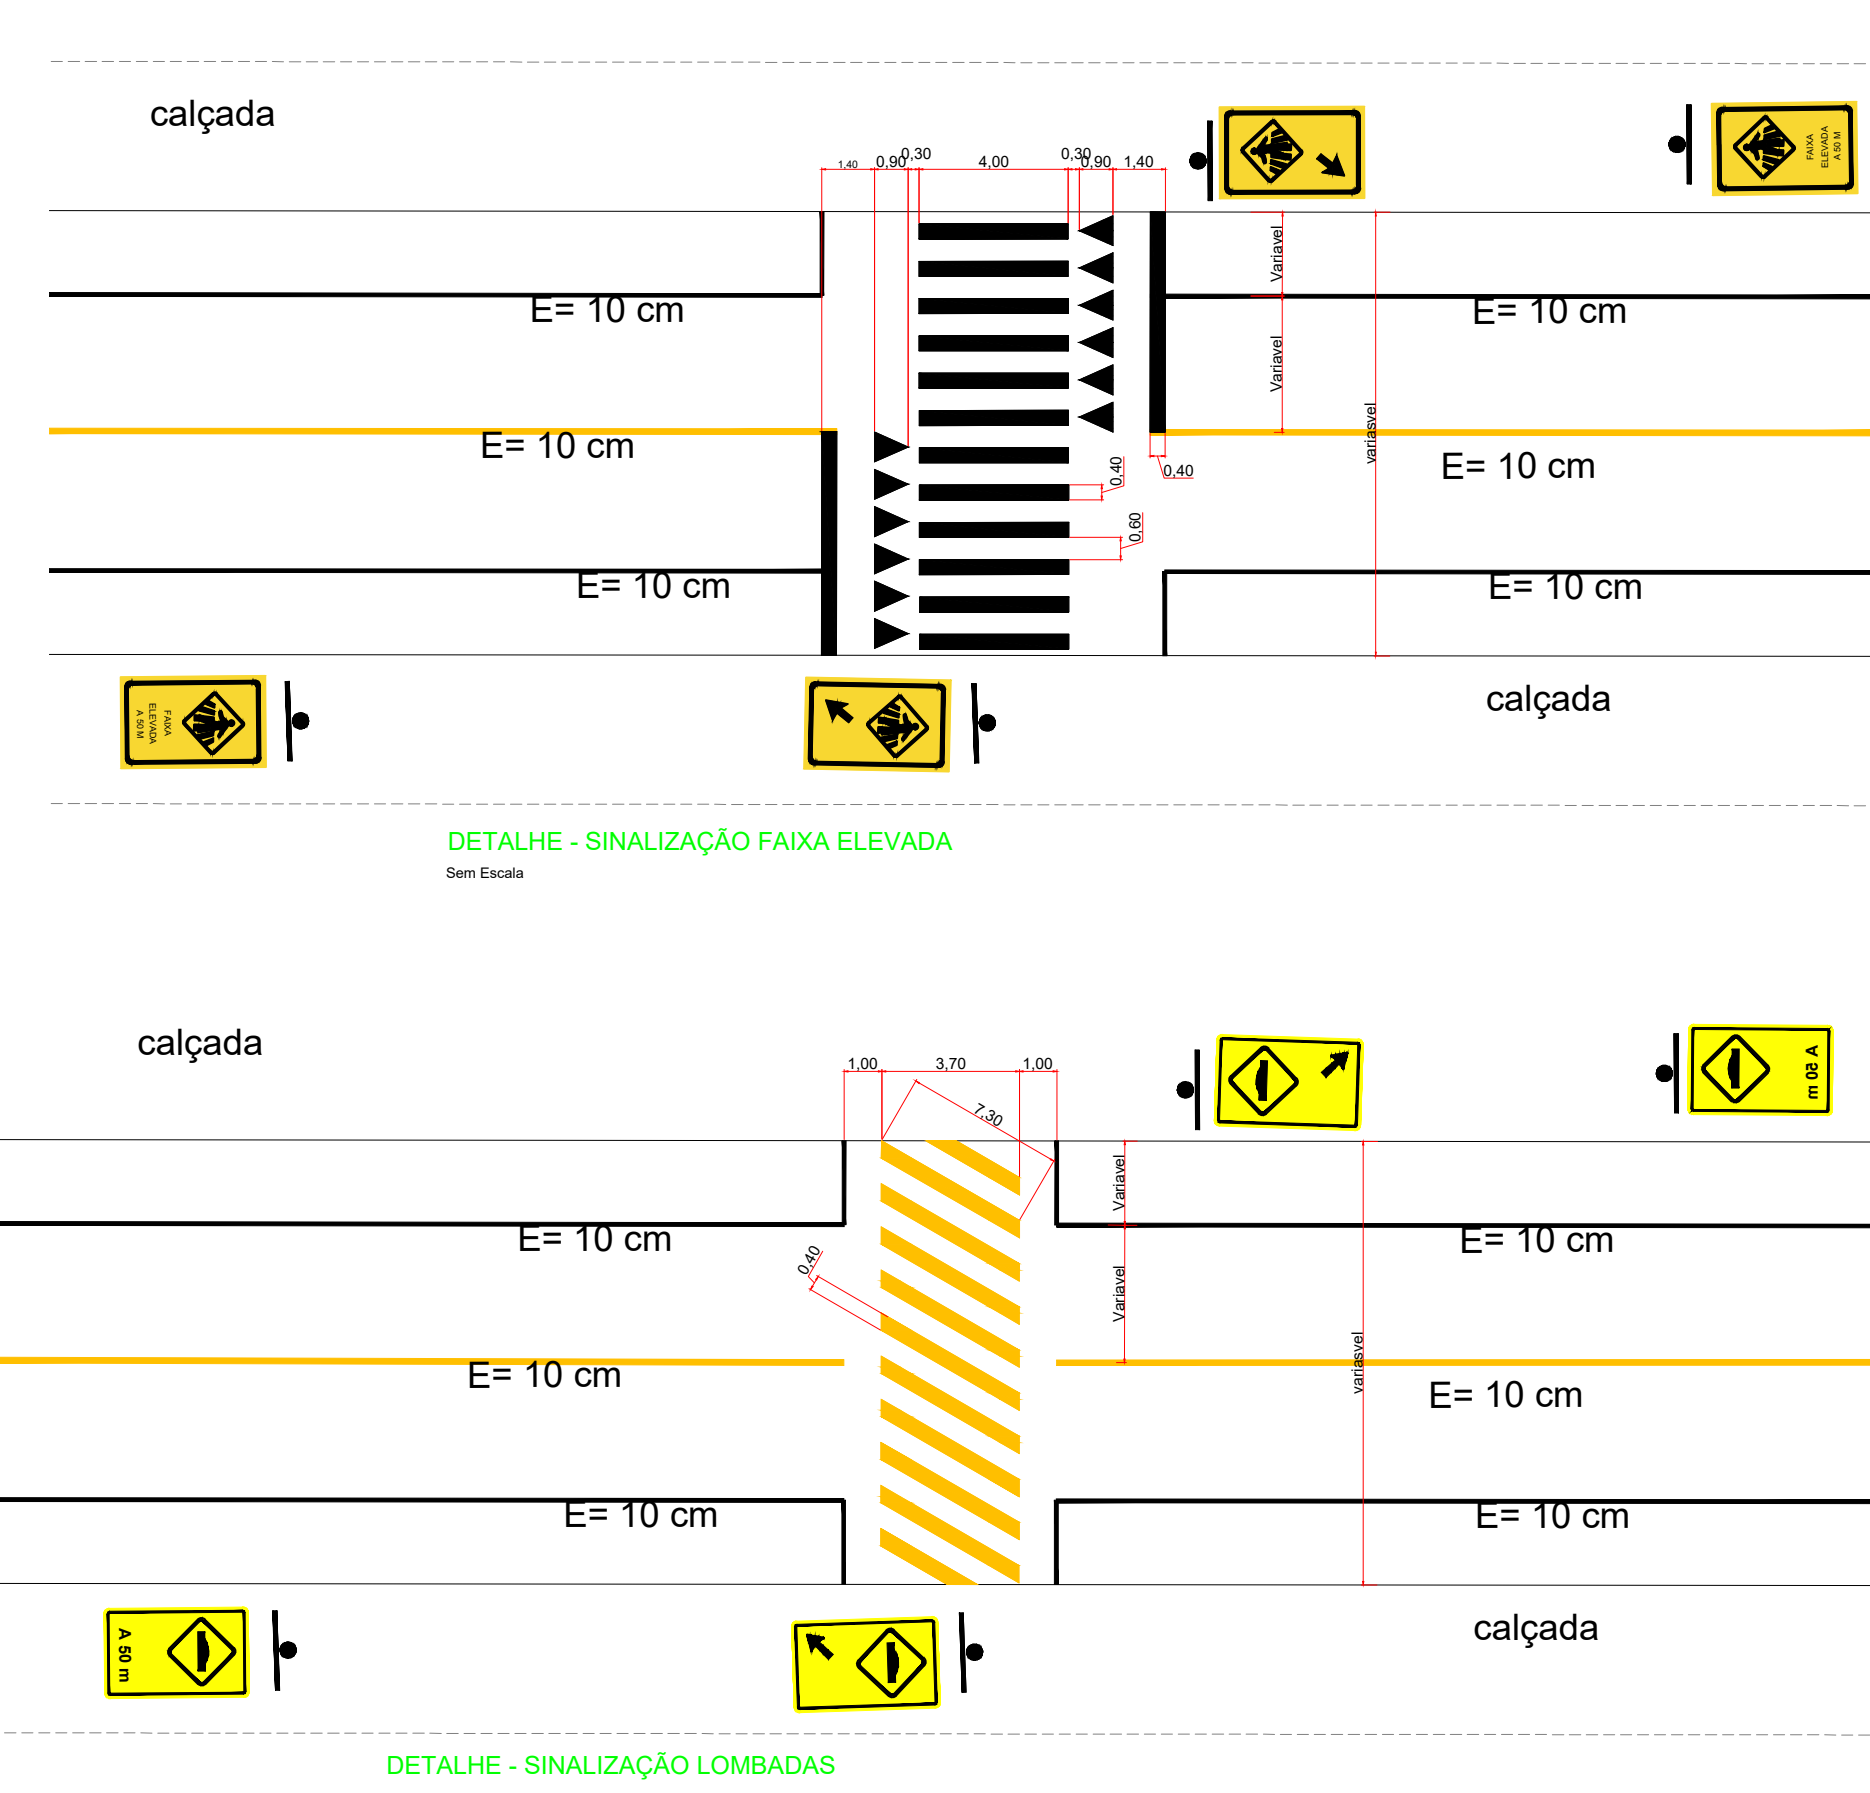 calçada
FAIXA
ELEVADA
A 50 M
1,40
0,90
0,30
4,00
0,30
0,90
1,40
Variavel
E= 10 cm
E= 10 cm
Variavel
variasvel
E= 10 cm
E= 10 cm
0,40
0,40
0,60
E= 10 cm
E= 10 cm
calçada
FAIXA
ELEVADA
A 50 M
DETALHE - SINALIZAÇÃO FAIXA ELEVADA
Sem Escala
calçada
A 50 m
1,00
3,70
1,00
7,30
Variavel
E= 10 cm
E= 10 cm
0,40
Variavel
variasvel
E= 10 cm
E= 10 cm
E= 10 cm
E= 10 cm
calçada
A 50 m
DETALHE - SINALIZAÇÃO LOMBADAS